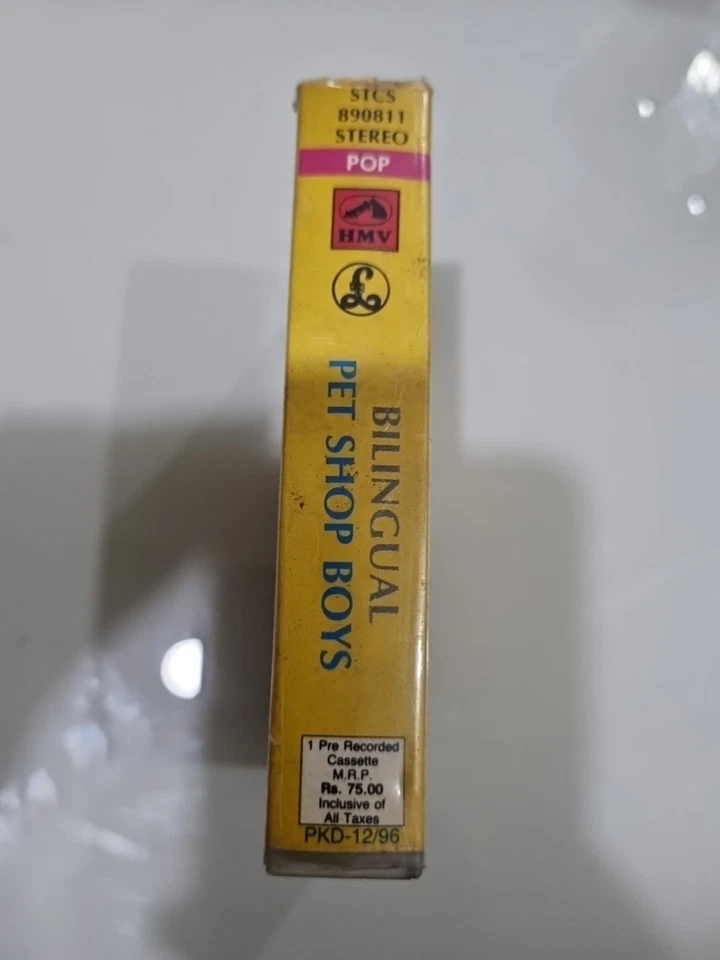 STCS
890811
STEREO
POP
HMV
£
BILINGUAL
PET SHOP BOYS
1 Pre Recorded
Cassette
M.R.P.
Rs. 75.00
Inclusive of
All Taxes
PKD-12/96